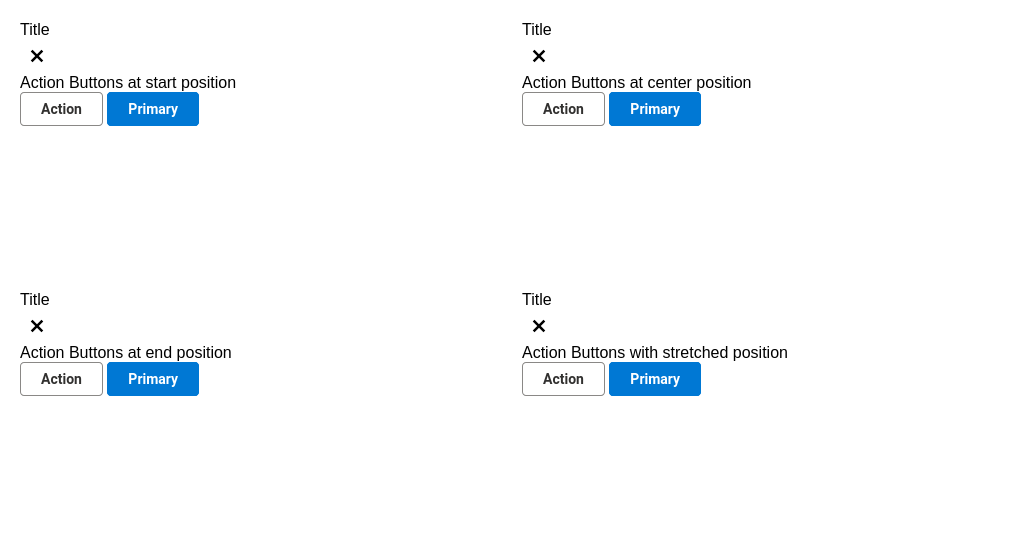 Title
Action Buttons at start position
Action Primary
Title
Action Buttons at center position
Action Primary
Title
Action Buttons at end position
Action Primary
Title
Action Buttons with stretched position
Action Primary